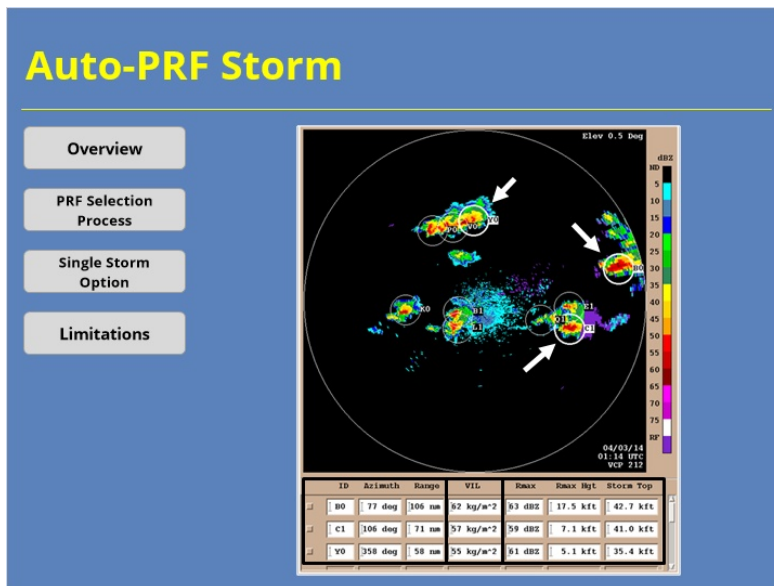 Auto-PRF Storm
Overview
PRF Selection
Process
Single Storm
Option
Limitations
Elev 0.5 Deg
dBZ
ND
5
10
15
20
25
30
35
40
45
50
55
60
65
70
75
RF
Y0
V0
P0
B0
K0
B1
L1
E1
O1
C1
04/03/14
01:14 UTC
VCP 212
ID Azimuth Range VIL Rmax Rmax Hgt Storm Top
B0 77 deg 106 nm 62 kg/m^2 63 dBZ 17.5 kft 42.7 kft
C1 106 deg 71 nm 57 kg/m^2 59 dBZ 7.1 kft 41.0 kft
Y0 358 deg 58 nm 55 kg/m^2 61 dBZ 5.1 kft 35.4 kft